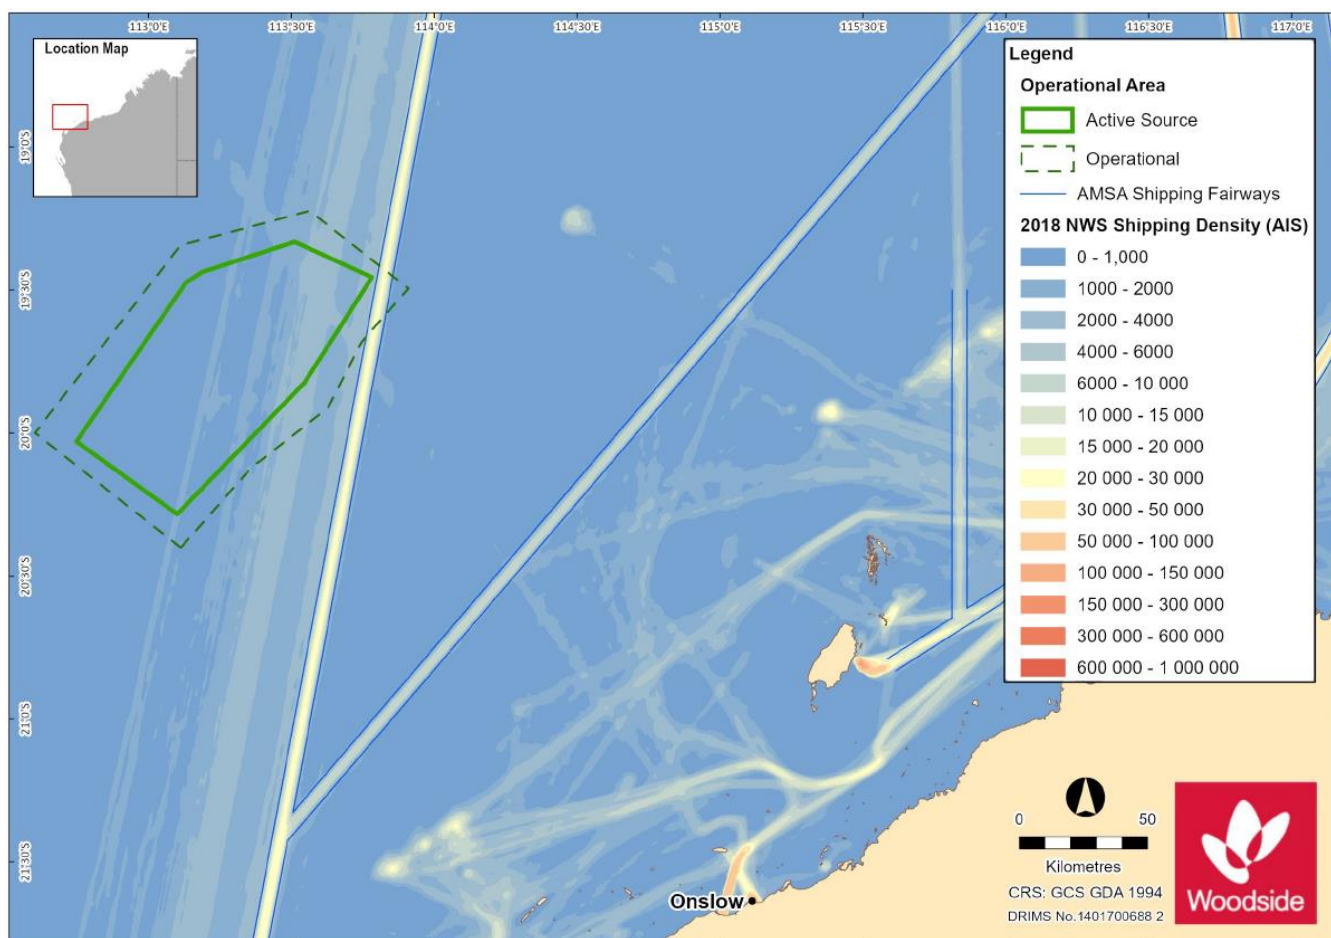 113°0'E 113°30'E 114°0'E 114°30'E 115°0'E 115°30'E 116°0'E 116°30'E 117°0'E
Location Map
19°0'S
19°30'S
20°0'S
20°30'S
21°0'S
21°30'S
Legend
Operational Area
Active Source
Operational
AMSA Shipping Fairways
2018 NWS Shipping Density (AIS)
0 - 1,000
1000 - 2000
2000 - 4000
4000 - 6000
6000 - 10 000
10 000 - 15 000
15 000 - 20 000
20 000 - 30 000
30 000 - 50 000
50 000 - 100 000
100 000 - 150 000
150 000 - 300 000
300 000 - 600 000
600 000 - 1 000 000
0 50
Kilometres
CRS: GCS GDA 1994
DRIMS No.1401700688 2
Woodside
Onslow